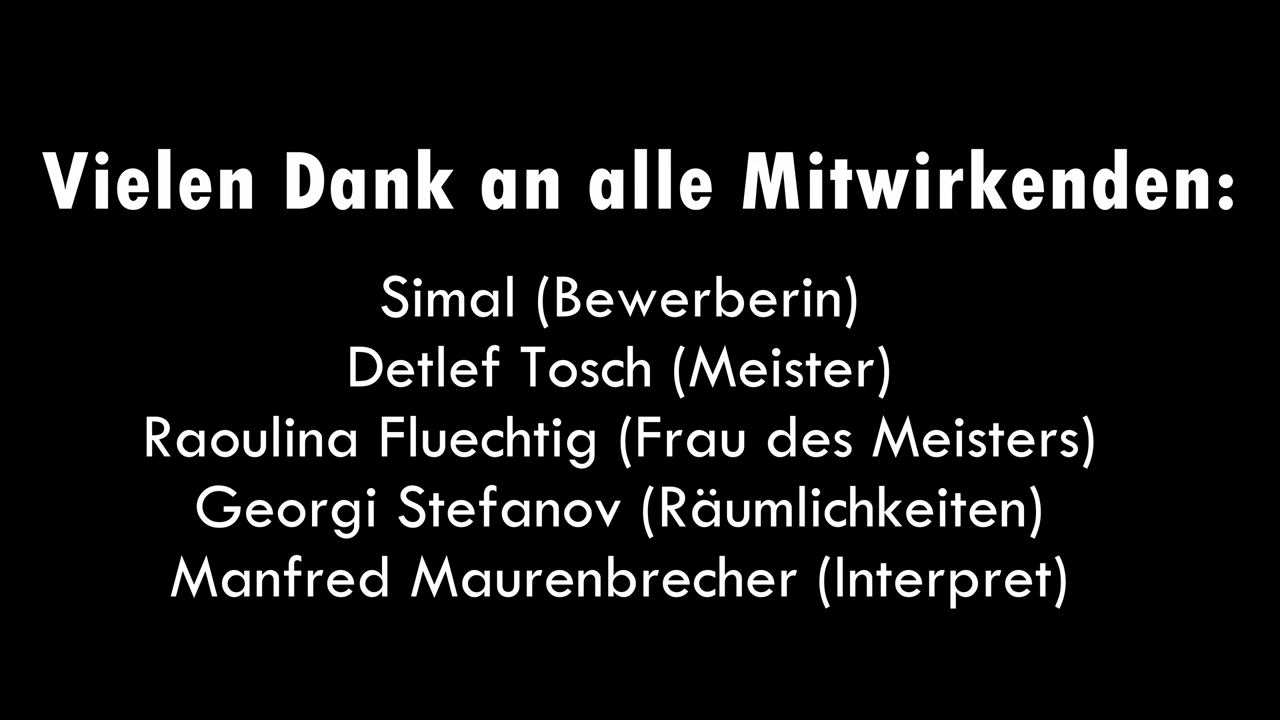 Vielen Dank an alle Mitwirkenden:
Simal (Bewerberin)
Detlef Tosch (Meister)
Raoulina Fluechtig (Frau des Meisters)
Georgi Stefanov (Räumlichkeiten)
Manfred Maurenbrecher (Interpret)